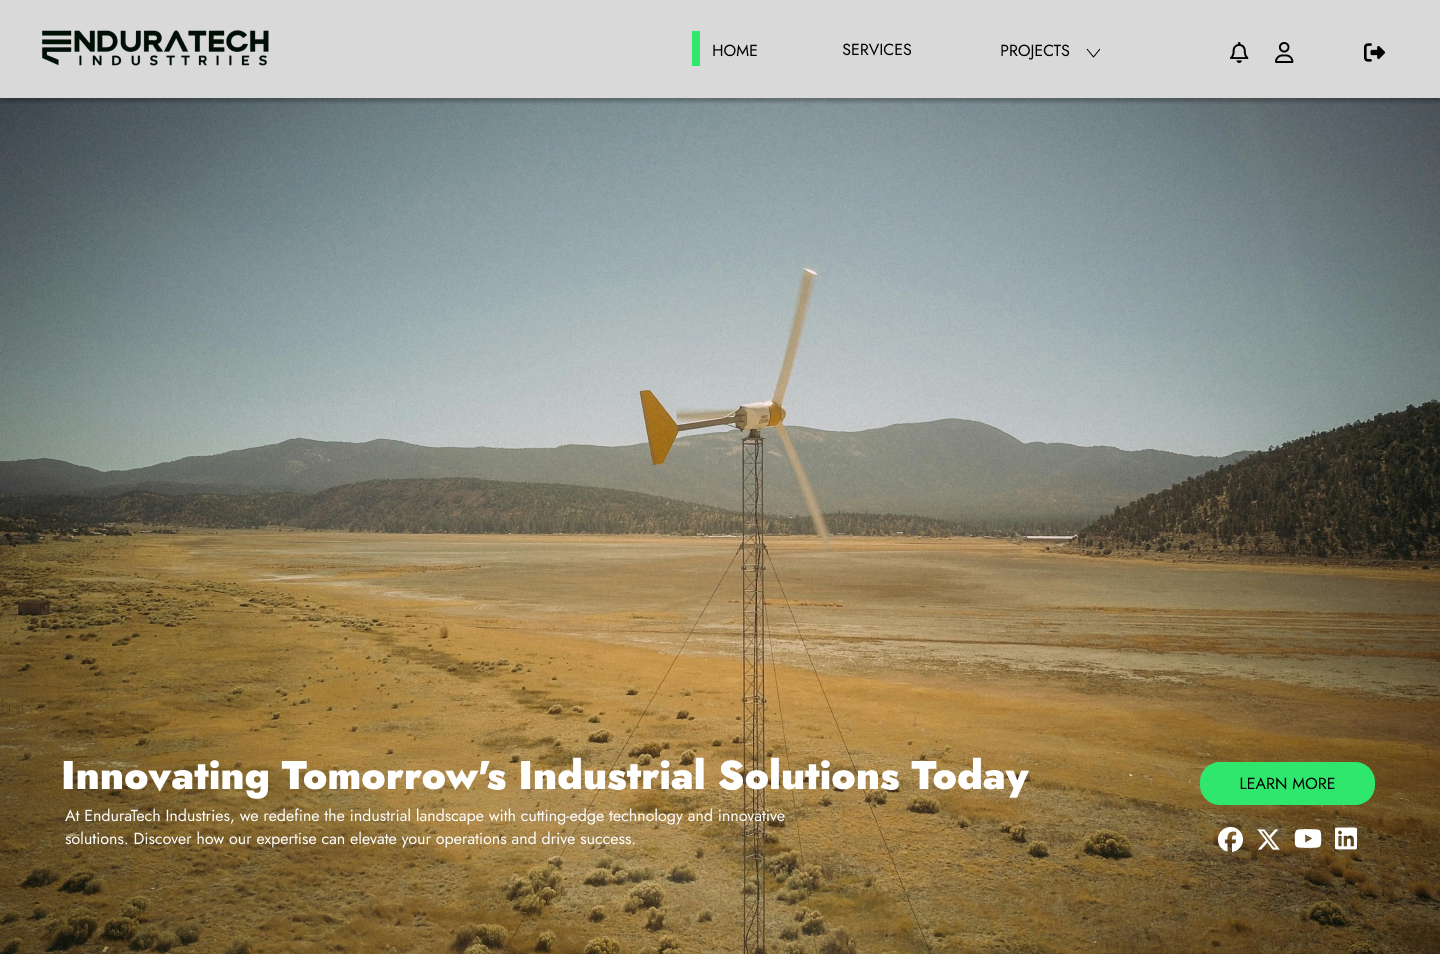 ENDURATECH
INDUSTTRIIES
HOME
SERVICES
PROJECTS
Innovating Tomorrow's Industrial Solutions Today
At EnduraTech Industries, we redefine the industrial landscape with cutting-edge technology and innovative
solutions. Discover how our expertise can elevate your operations and drive success.
LEARN MORE